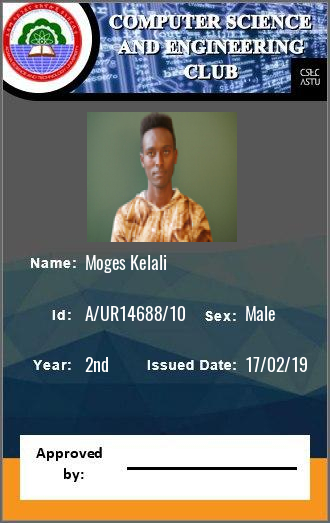 COMPUTER SCIENCE
AND ENGINEERING
CLUB
CSEC
ASTU
Name: Moges Kelali
Id: A/UR14688/10 Sex: Male
Year: 2nd Issued Date: 17/02/19
Approved
by: